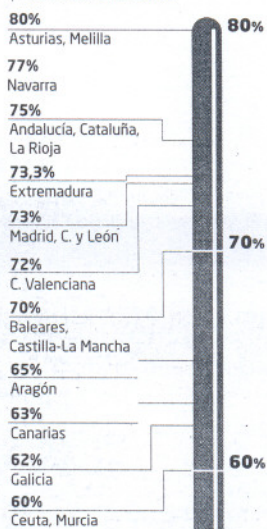 80%
Asturias, Melilla
77%
Navarra
75%
Andalucía, Cataluña,
La Rioja
73,3%
Extremadura
73%
Madrid, C. y León
72%
C. Valenciana
70%
Baleares,
Castilla-La Mancha
65%
Aragón
63%
Canarias
62%
Galicia
60%
Ceuta, Murcia
80%
70%
60%